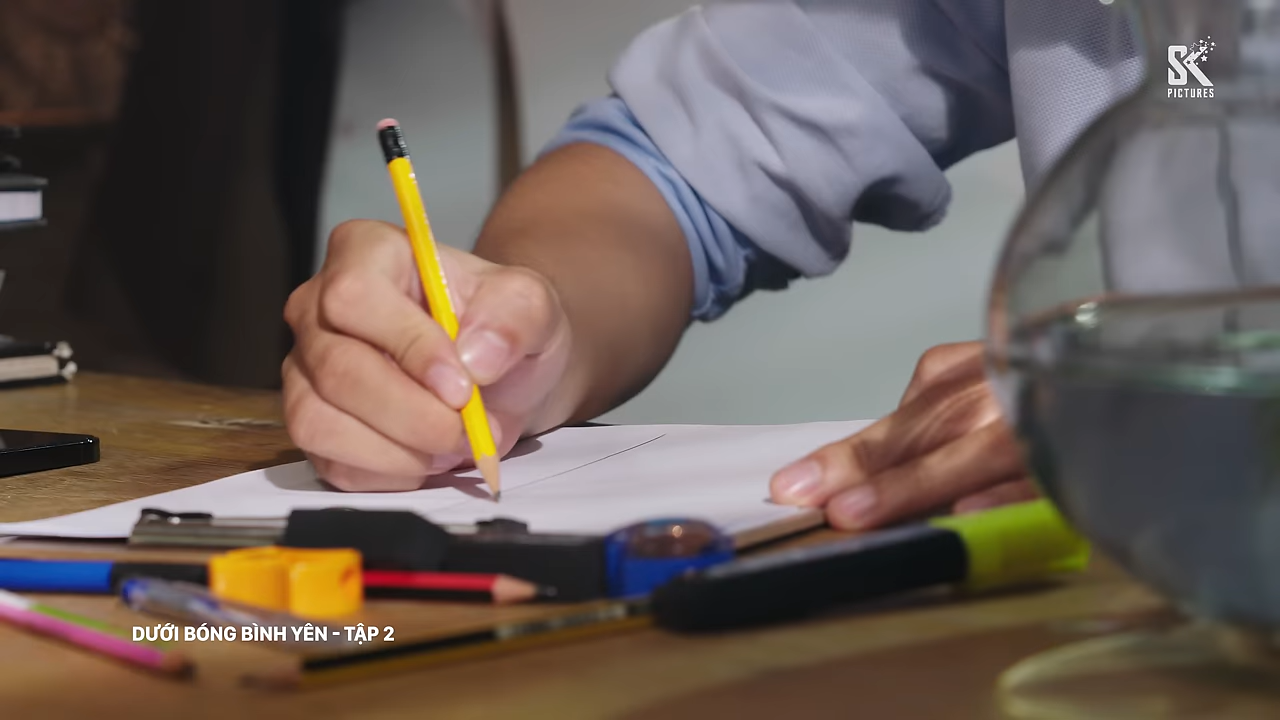 SK
PICTURES
DƯỚI BÓNG BÌNH YÊN - TẬP 2